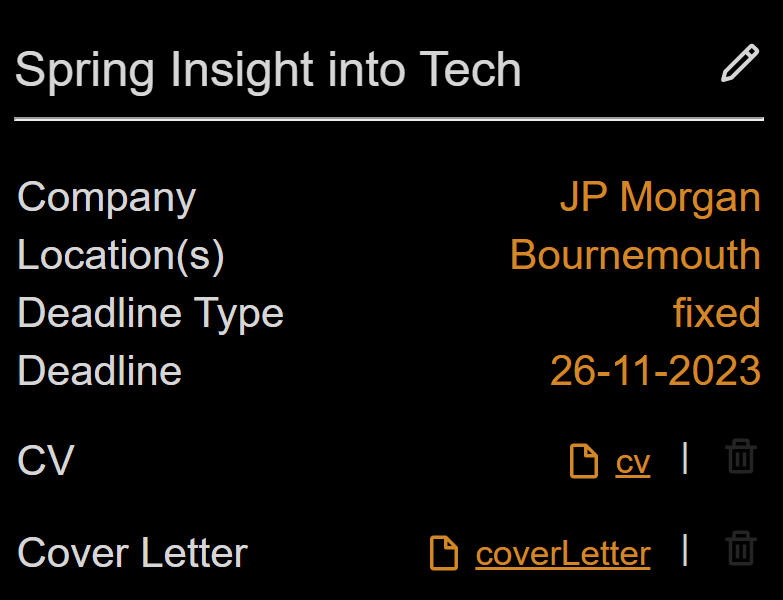 Spring Insight into Tech
Company JP Morgan
Location(s) Bournemouth
Deadline Type fixed
Deadline 26-11-2023
CV cv |
Cover Letter coverLetter |